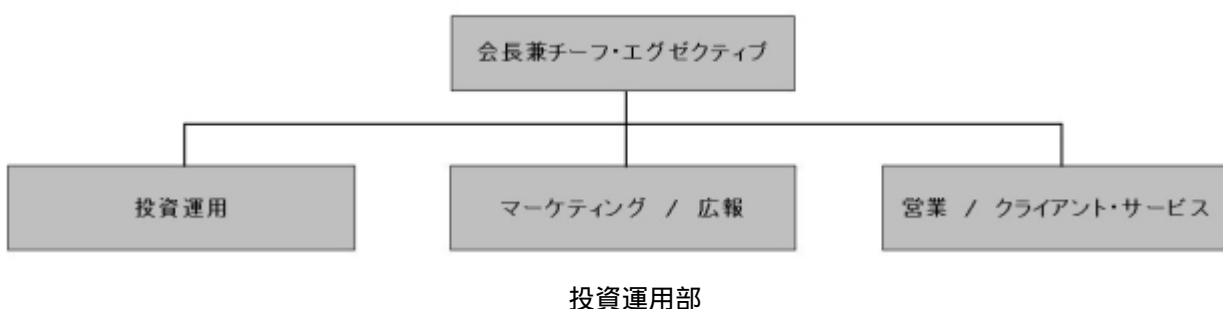 会長兼チーフ・エグゼクティブ
投資運用
マーケティング / 広報
営業 / クライアント・サービス
投資運用部